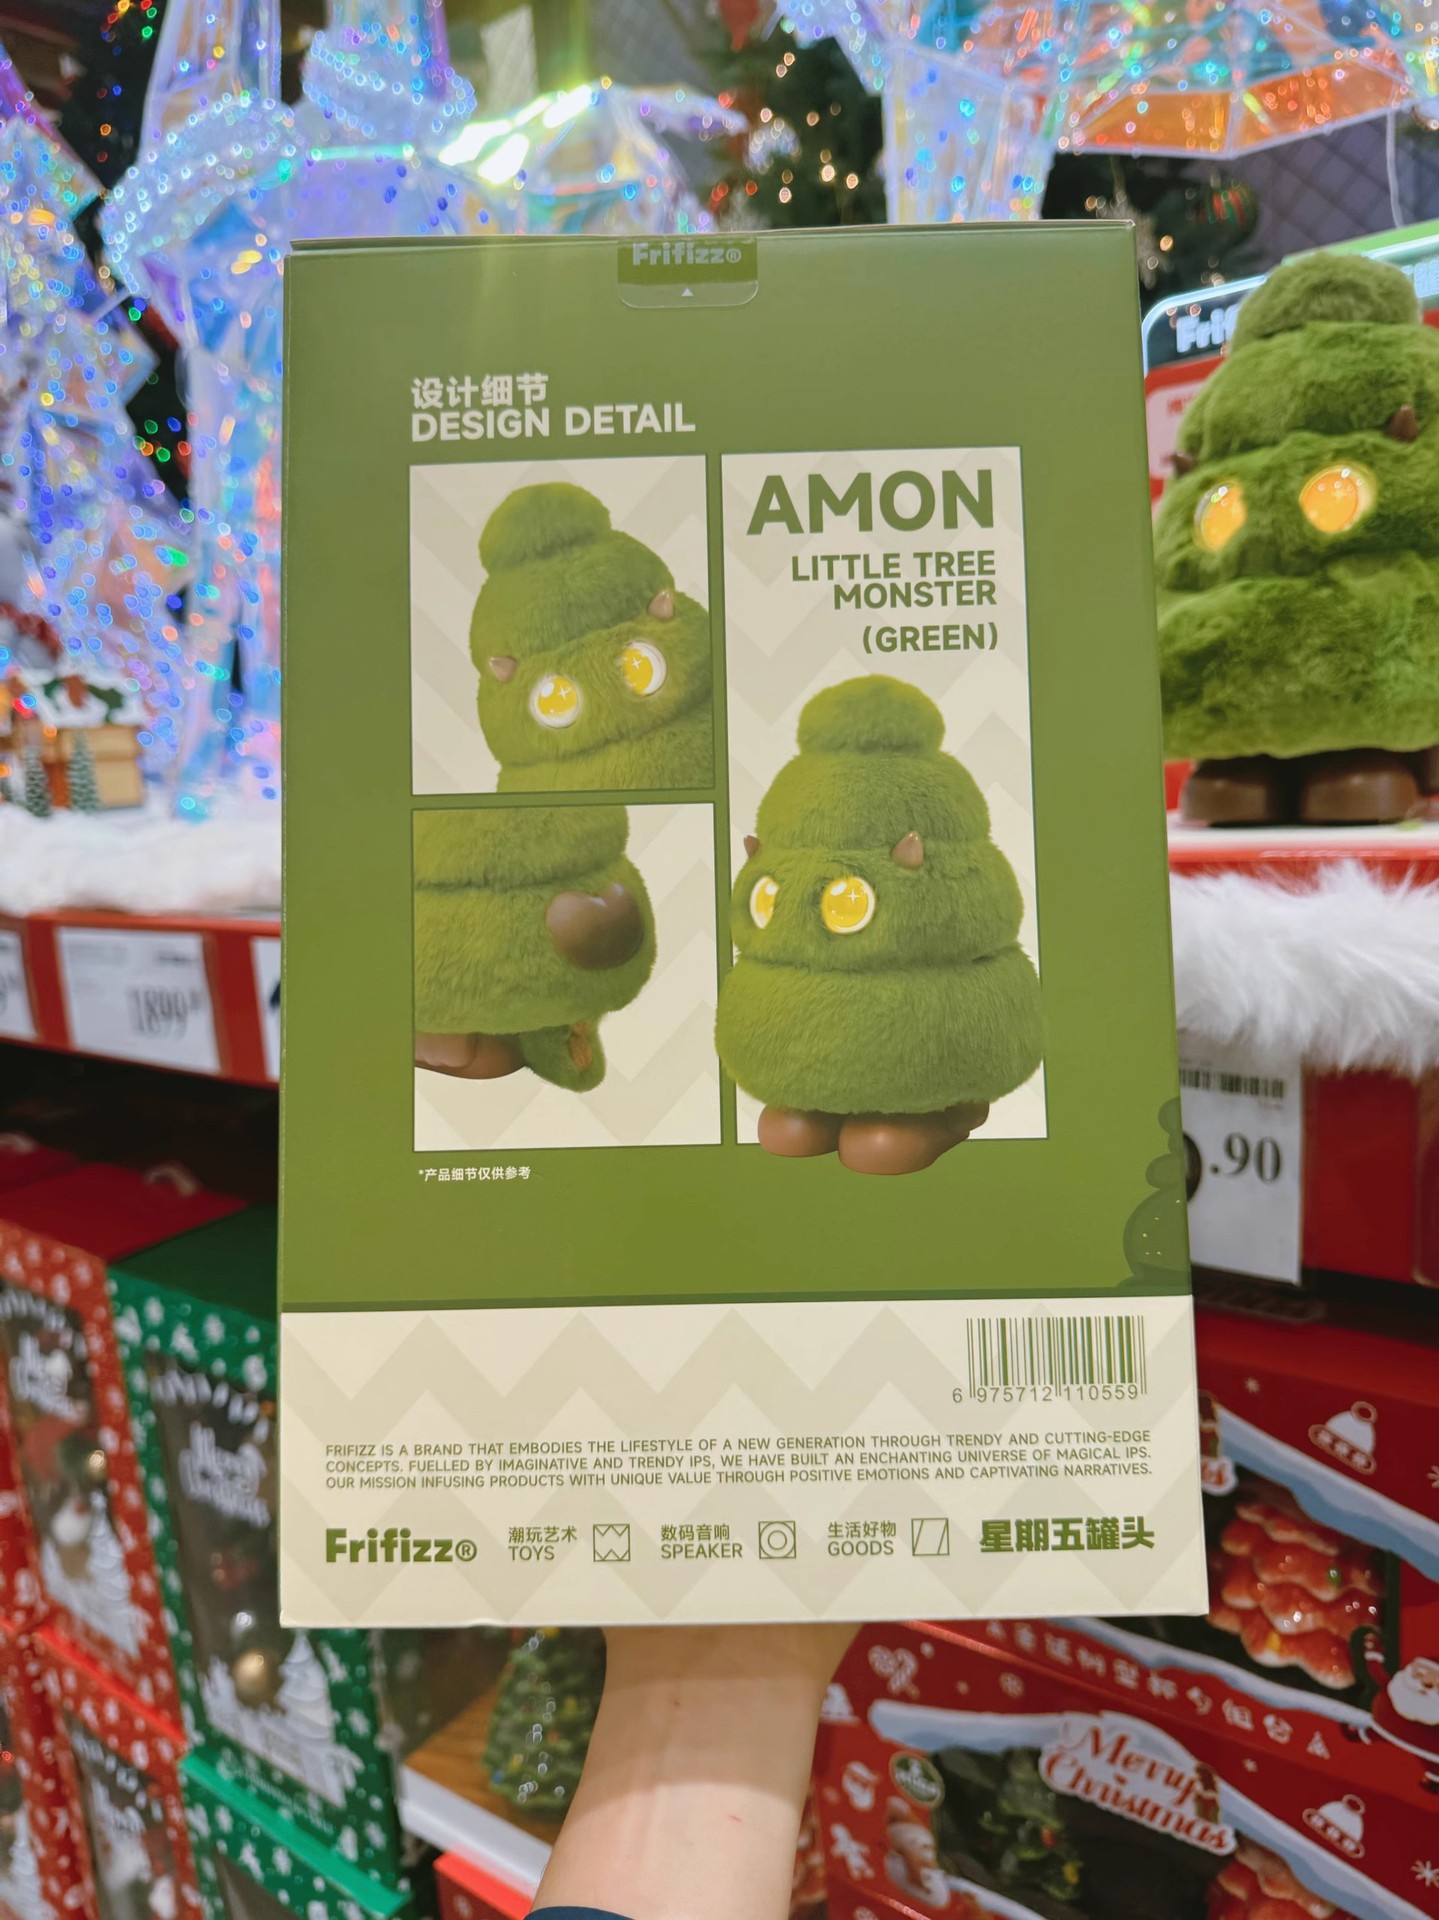 Frifizz®
设计细节
DESIGN DETAIL
AMON
LITTLE TREE
MONSTER
(GREEN)
*产品细节仅供参考
6 975712 110559
FRIFIZZ IS A BRAND THAT EMBODIES THE LIFESTYLE OF A NEW GENERATION THROUGH TRENDY AND CUTTING-EDGE
CONCEPTS. FUELLED BY IMAGINATIVE AND TRENDY IPS, WE HAVE BUILT AN ENCHANTING UNIVERSE OF MAGICAL IPS.
OUR MISSION INFUSING PRODUCTS WITH UNIQUE VALUE THROUGH POSITIVE EMOTIONS AND CAPTIVATING NARRATIVES.
Frifizz®
潮玩艺术
TOYS
数码音响
SPEAKER
生活好物
GOODS
星期五罐头
1899
.90
Merry
Christmas